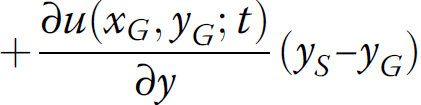 + ∂u(x_G, y_G; t)/∂y (y_S–y_G)